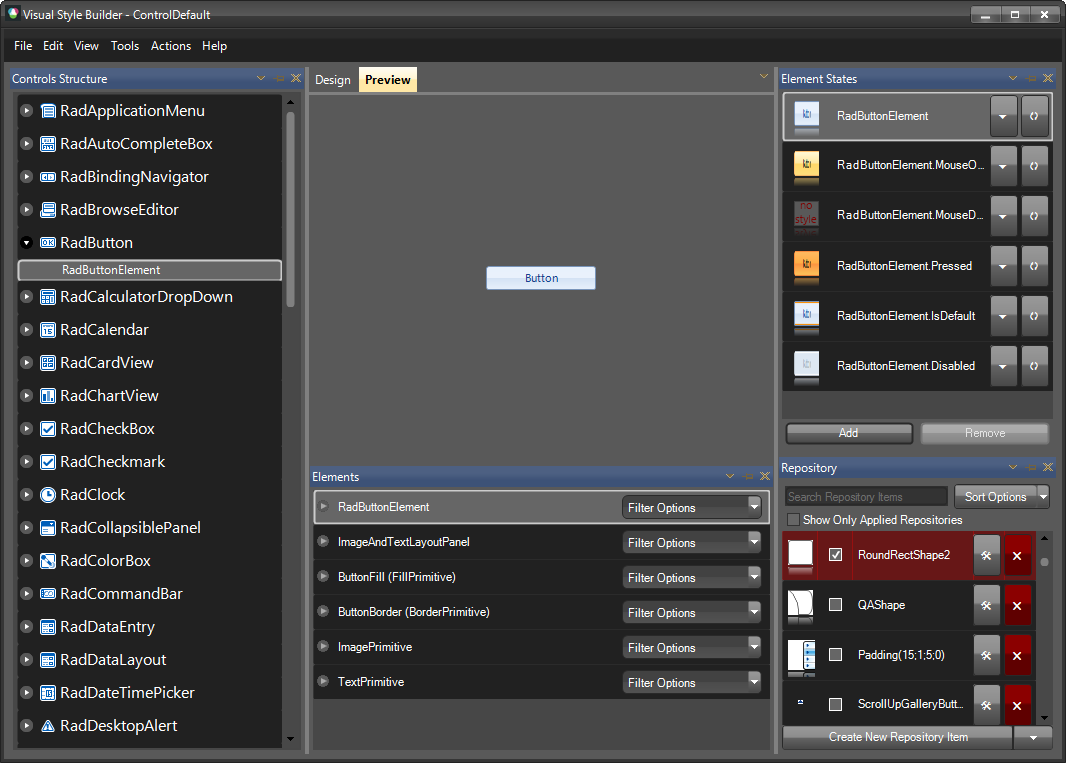 Visual Style Builder - ControlDefault
File Edit View Tools Actions Help
Controls Structure
RadApplicationMenu
RadAutoCompleteBox
RadBindingNavigator
RadBrowseEditor
RadButton
RadButtonElement
RadCalculatorDropDown
RadCalendar
RadCardView
RadChartView
RadCheckBox
RadCheckmark
RadClock
RadCollapsiblePanel
RadColorBox
RadCommandBar
RadDataEntry
RadDataLayout
RadDateTimePicker
RadDesktopAlert
Design Preview
Button
Elements
RadButtonElement Filter Options
ImageAndTextLayoutPanel Filter Options
ButtonFill (FillPrimitive) Filter Options
ButtonBorder (BorderPrimitive) Filter Options
ImagePrimitive Filter Options
TextPrimitive Filter Options
Element States
RadButtonElement
RadButtonElement.MouseO...
no
style
RadButtonElement.MouseD...
RadButtonElement.Pressed
RadButtonElement.IsDefault
RadButtonElement.Disabled
Add Remove
Repository
Search Repository Items Sort Options
Show Only Applied Repositories
RoundRectShape2
QAShape
Padding(15;1;5;0)
ScrollUpGalleryButt...
Create New Repository Item